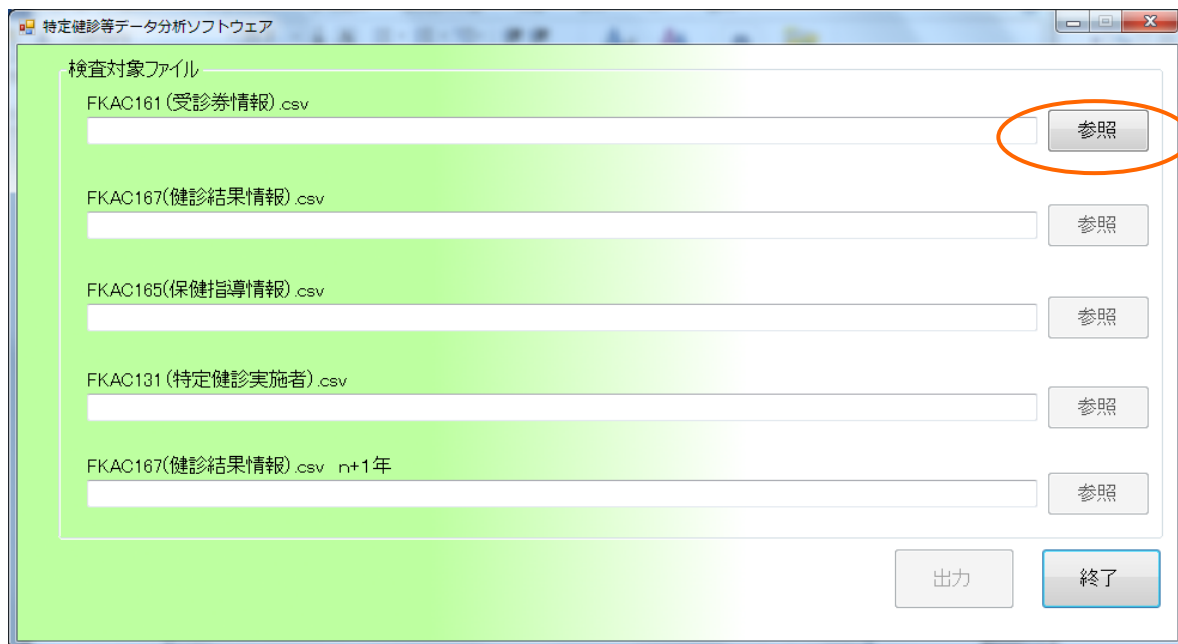 特定健診等データ分析ソフトウェア
検査対象ファイル
FKAC161(受診券情報).csv
参照
FKAC167(健診結果情報).csv
参照
FKAC165(保健指導情報).csv
参照
FKAC131(特定健診実施者).csv
参照
FKAC167(健診結果情報).csv n+1年
参照
出力 終了